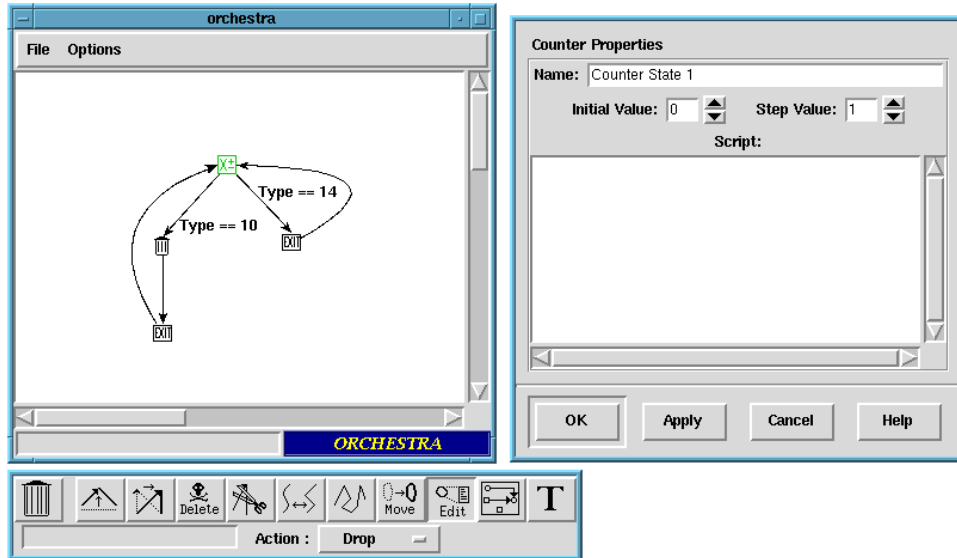 orchestra
File Options
X±
Type == 14
Type == 10
EXIT
EXIT
ORCHESTRA
Counter Properties
Name: Counter State 1
Initial Value: 0 Step Value: 1
Script:
OK Apply Cancel Help
Delete Move Edit T
Action : Drop